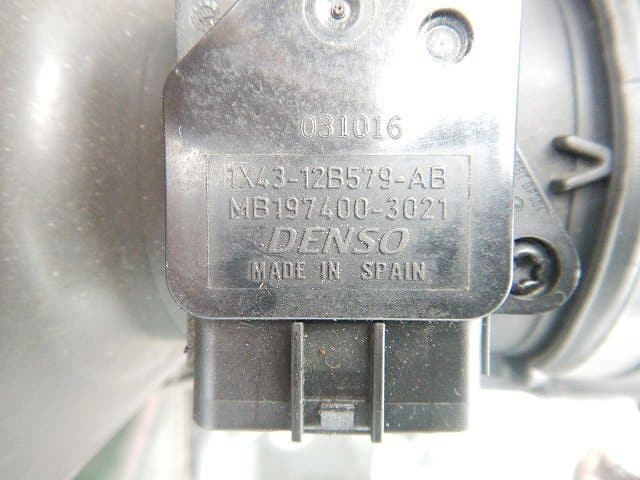 031016
1X43-12B579-AB
MB197400-3021
DENSO
MADE IN SPAIN